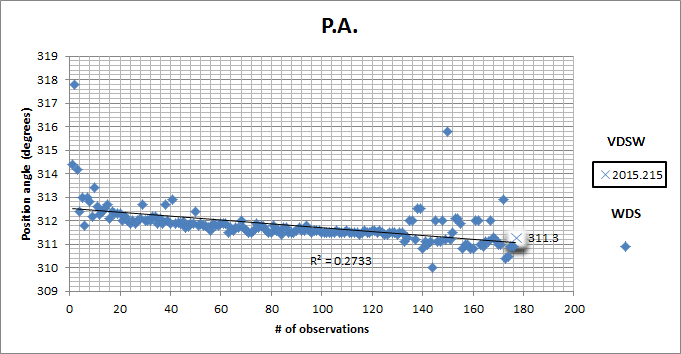 P.A.
319
318
317
316
315
314
313
312
311
310
309
Position angle (degrees)
0 20 40 60 80 100 120 140 160 180 200
# of observations
R² = 0.2733
311.3
VDSW
2015.215
WDS